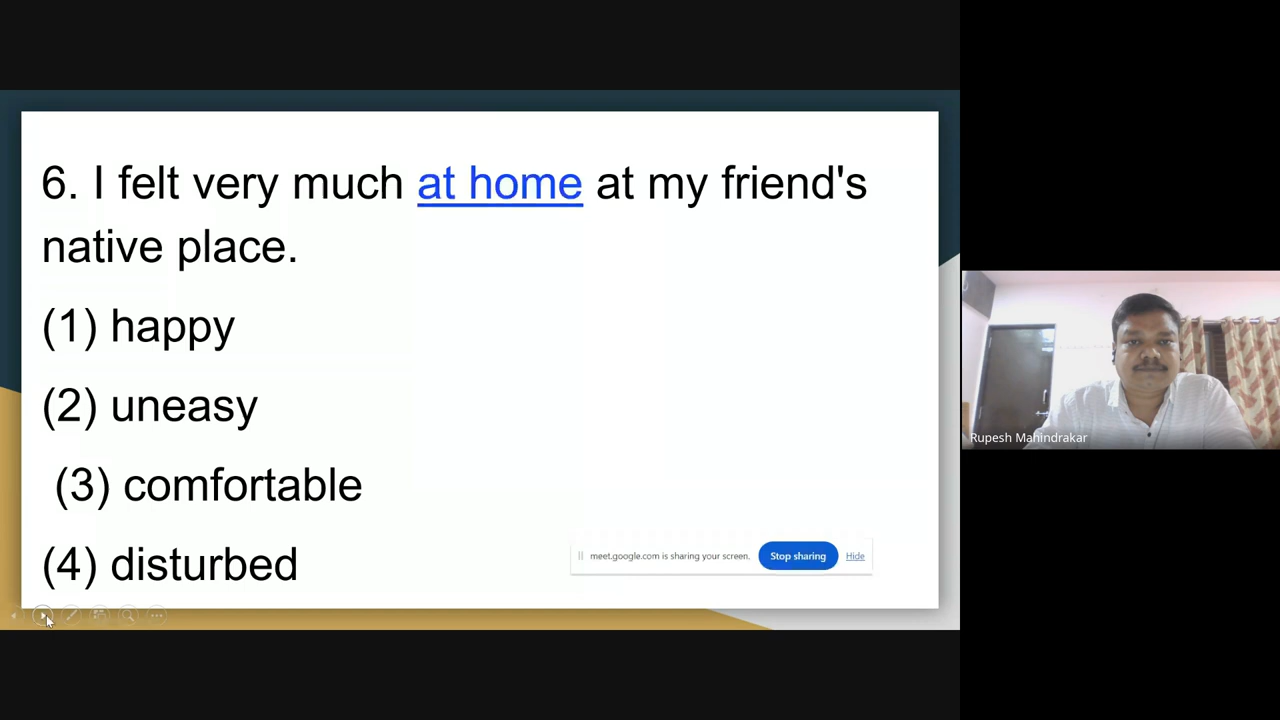 6. I felt very much at home at my friend's
native place.
(1) happy
(2) uneasy
(3) comfortable
(4) disturbed
meet.google.com is sharing your screen. Stop sharing Hide
Rupesh Mahindrakar